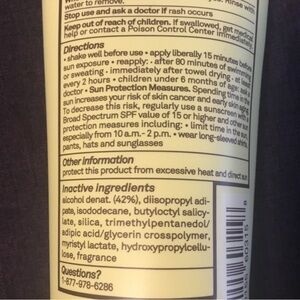 water to remove.
Rinse with
Stop use and ask a doctor if rash occurs
Keep out of reach of children. If swallowed, get medical
help or contact a Poison Control Center immediately.
Directions
• shake well before use • apply liberally 15 minutes before
sun exposure • reapply: • after 80 minutes of swimming
or sweating • immediately after towel drying • at least
every 2 hours • children under 6 months of age: ask a
doctor • Sun Protection Measures. Spending time in the
sun increases your risk of skin cancer and early skin aging.
To decrease this risk, regularly use a sunscreen with a
Broad Spectrum SPF value of 15 or higher and other sun
protection measures including: • limit time in the sun,
especially from 10 a.m.- 2 p.m. • wear long-sleeved shirts,
pants, hats and sunglasses
Other information
protect this product from excessive heat and direct sun
Inactive ingredients
alcohol denat. (42%), diisopropyl adi-
pate, isododecane, butyloctyl salicy-
late, silica, trimethylpentanediol/
adipic acid/glycerin crosspolymer,
myristyl lactate, hydroxypropylcellu-
lose, fragrance
Questions?
1-877-978-6286